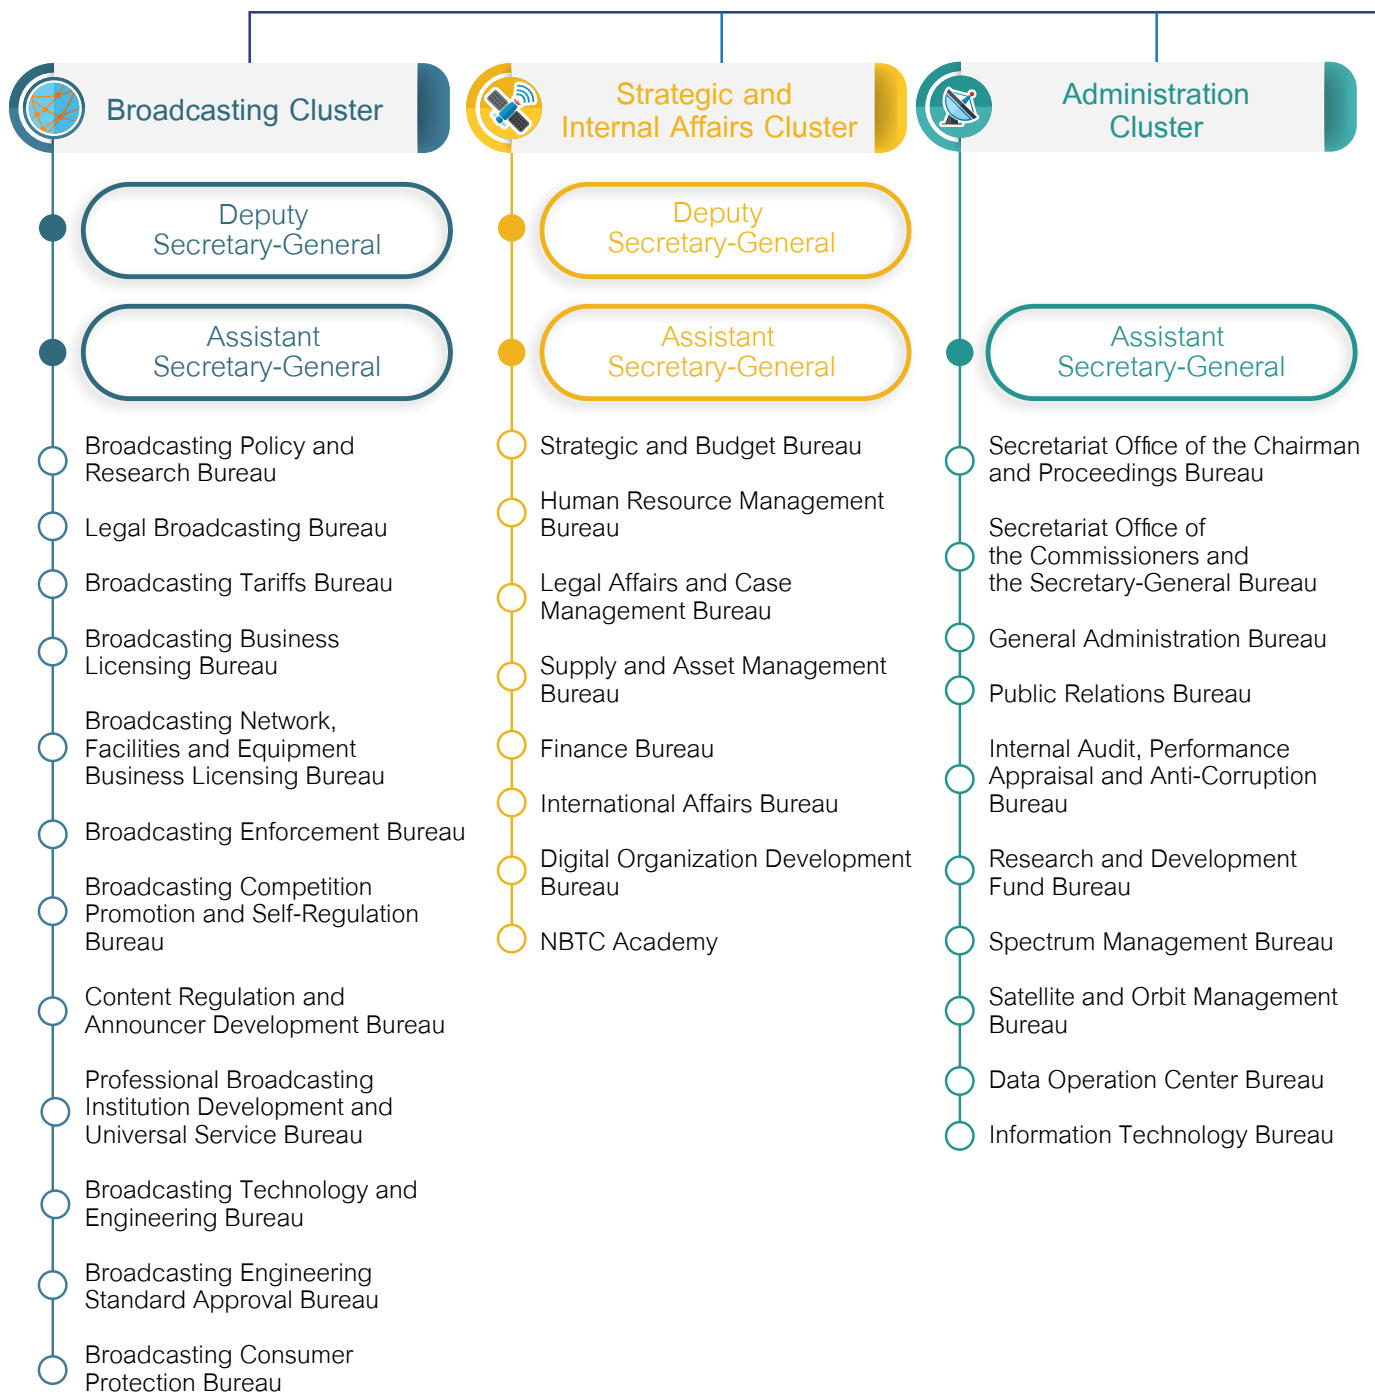 Broadcasting Cluster
Deputy
Secretary-General
Assistant
Secretary-General
Broadcasting Policy and
Research Bureau
Legal Broadcasting Bureau
Broadcasting Tariffs Bureau
Broadcasting Business
Licensing Bureau
Broadcasting Network,
Facilities and Equipment
Business Licensing Bureau
Broadcasting Enforcement Bureau
Broadcasting Competition
Promotion and Self-Regulation
Bureau
Content Regulation and
Announcer Development Bureau
Professional Broadcasting
Institution Development and
Universal Service Bureau
Broadcasting Technology and
Engineering Bureau
Broadcasting Engineering
Standard Approval Bureau
Broadcasting Consumer
Protection Bureau
Strategic and
Internal Affairs Cluster
Deputy
Secretary-General
Assistant
Secretary-General
Strategic and Budget Bureau
Human Resource Management
Bureau
Legal Affairs and Case
Management Bureau
Supply and Asset Management
Bureau
Finance Bureau
International Affairs Bureau
Digital Organization Development
Bureau
NBTC Academy
Administration
Cluster
Assistant
Secretary-General
Secretariat Office of the Chairman
and Proceedings Bureau
Secretariat Office of
the Commissioners and
the Secretary-General Bureau
General Administration Bureau
Public Relations Bureau
Internal Audit, Performance
Appraisal and Anti-Corruption
Bureau
Research and Development
Fund Bureau
Spectrum Management Bureau
Satellite and Orbit Management
Bureau
Data Operation Center Bureau
Information Technology Bureau